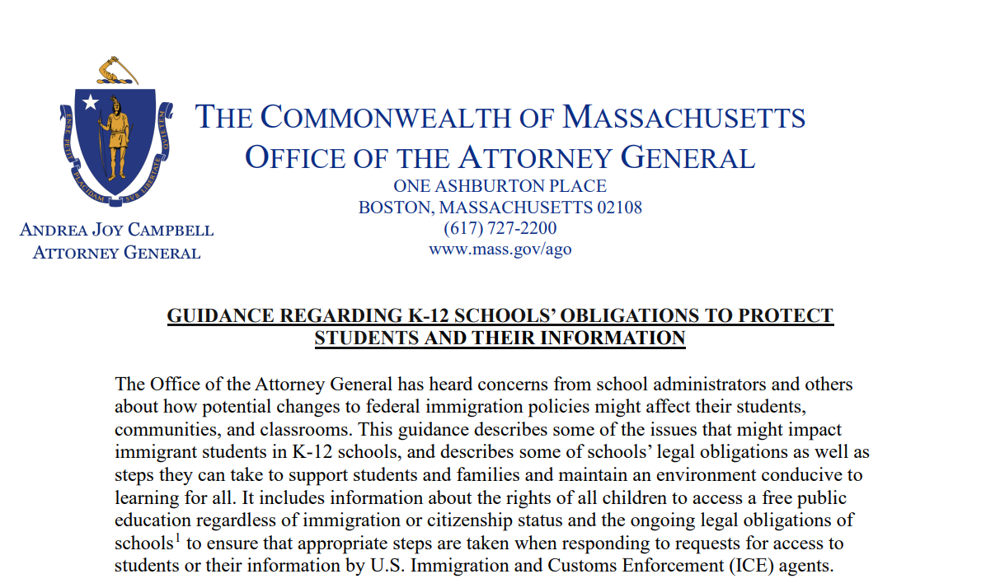 THE COMMONWEALTH OF MASSACHUSETTS
OFFICE OF THE ATTORNEY GENERAL
ONE ASHBURTON PLACE
BOSTON, MASSACHUSETTS 02108
(617) 727-2200
www.mass.gov/ago
ENSE PETIT PLACIDAM SVB LIBERTATE QVIETEM
ANDREA JOY CAMPBELL
ATTORNEY GENERAL
GUIDANCE REGARDING K-12 SCHOOLS’ OBLIGATIONS TO PROTECT
STUDENTS AND THEIR INFORMATION
The Office of the Attorney General has heard concerns from school administrators and others
about how potential changes to federal immigration policies might affect their students,
communities, and classrooms. This guidance describes some of the issues that might impact
immigrant students in K-12 schools, and describes some of schools’ legal obligations as well as
steps they can take to support students and families and maintain an environment conducive to
learning for all. It includes information about the rights of all children to access a free public
education regardless of immigration or citizenship status and the ongoing legal obligations of
schools¹ to ensure that appropriate steps are taken when responding to requests for access to
students or their information by U.S. Immigration and Customs Enforcement (ICE) agents.